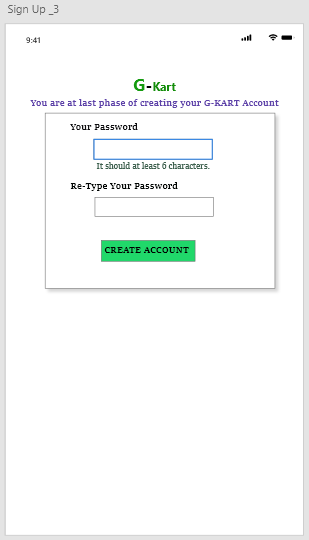 Sign Up _3
9:41
G-Kart
You are at last phase of creating your G-KART Account
Your Password
It should at least 6 characters.
Re-Type Your Password
CREATE ACCOUNT